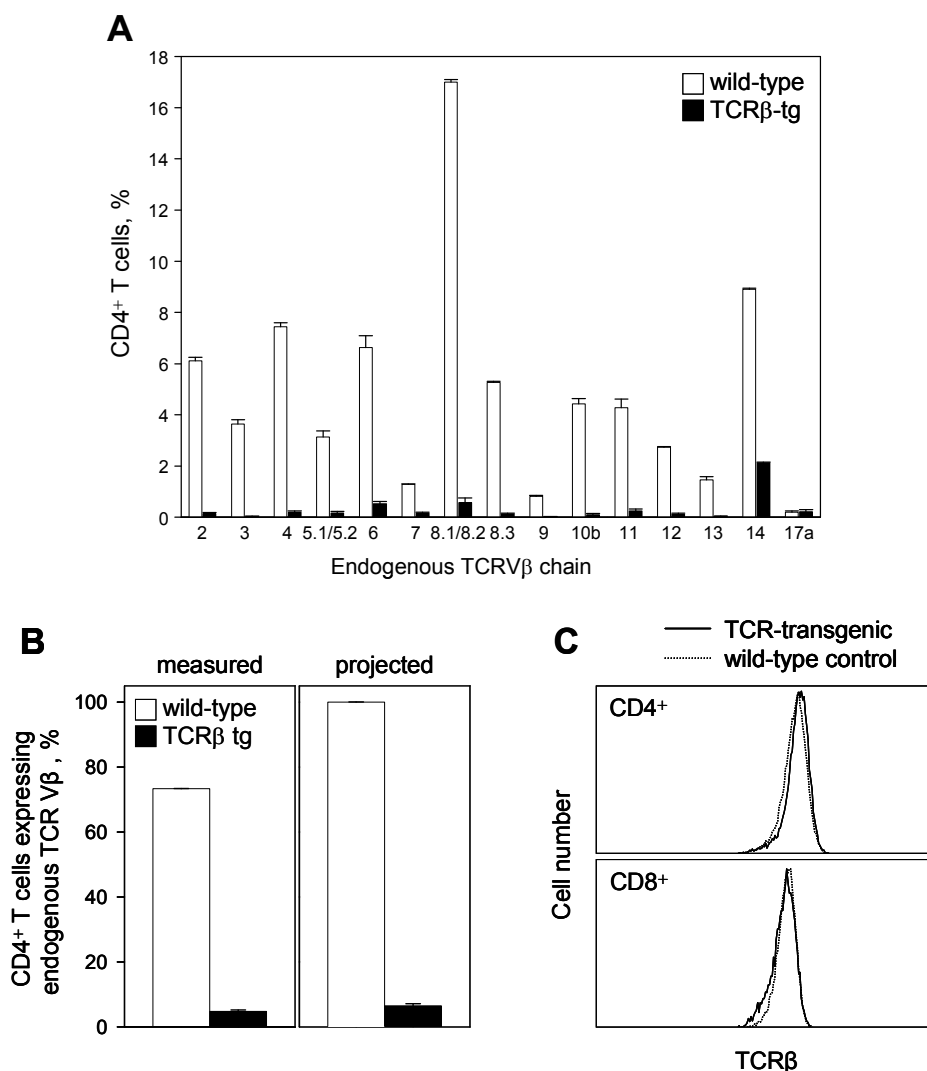 A
18
16
14
12
10
8
6
4
2
0
CD4+ T cells, %
wild-type
TCRβ-tg
2 3 4 5.1/5.2 6 7 8.1/8.2 8.3 9 10b 11 12 13 14 17a
Endogenous TCRVβ chain
B
measured projected
100
80
60
40
20
0
CD4+ T cells expressing
endogenous TCR Vβ , %
wild-type
TCRβ tg
C
TCR-transgenic
wild-type control
CD4+
CD8+
Cell number
TCRβ